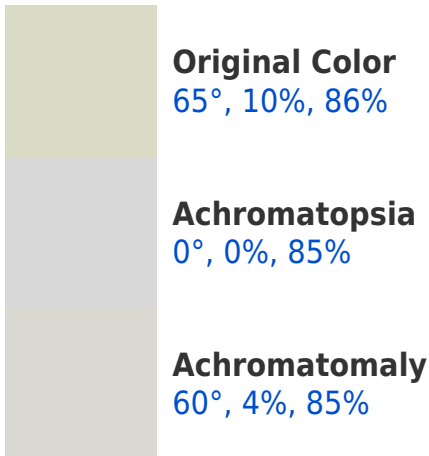 Original Color
65°, 10%, 86%
Achromatopsia
0°, 0%, 85%
Achromatomaly
60°, 4%, 85%